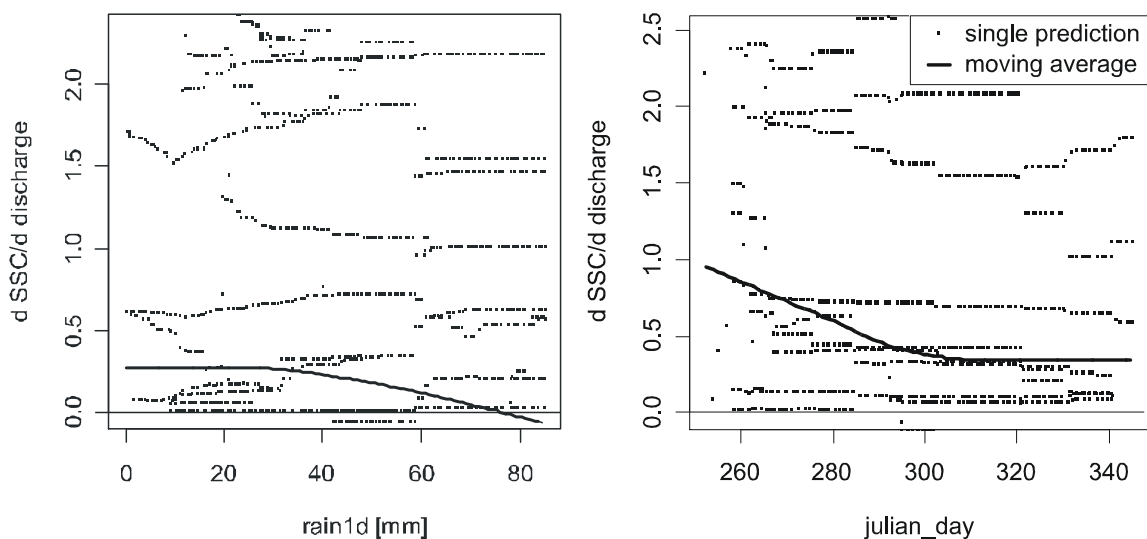 d SSC/d discharge
2.0
1.5
1.0
0.5
0.0
0 20 40 60 80
rain1d [mm]
d SSC/d discharge
2.5
2.0
1.5
1.0
0.5
0.0
260 280 300 320 340
julian_day
single prediction
moving average